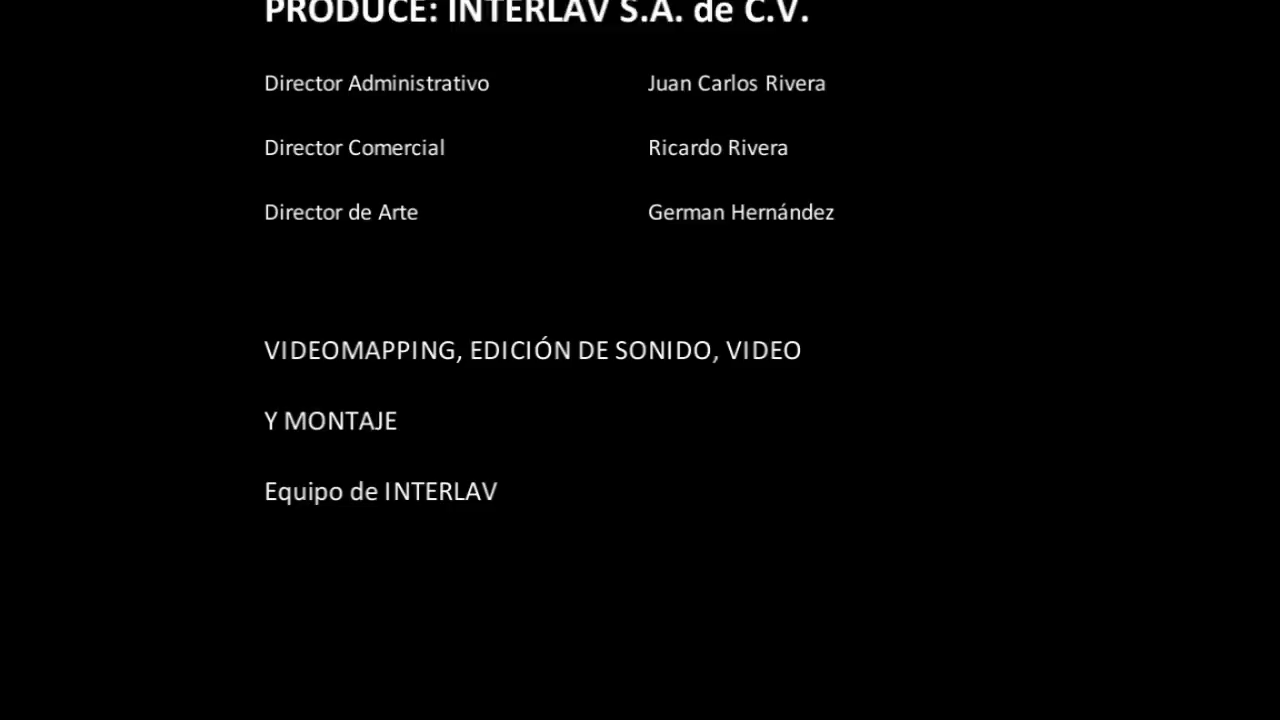 PRODUCE: INTERLAV S.A. de C.V.
Director Administrativo Juan Carlos Rivera
Director Comercial Ricardo Rivera
Director de Arte German Hernández
VIDEOMAPPING, EDICIÓN DE SONIDO, VIDEO
Y MONTAJE
Equipo de INTERLAV